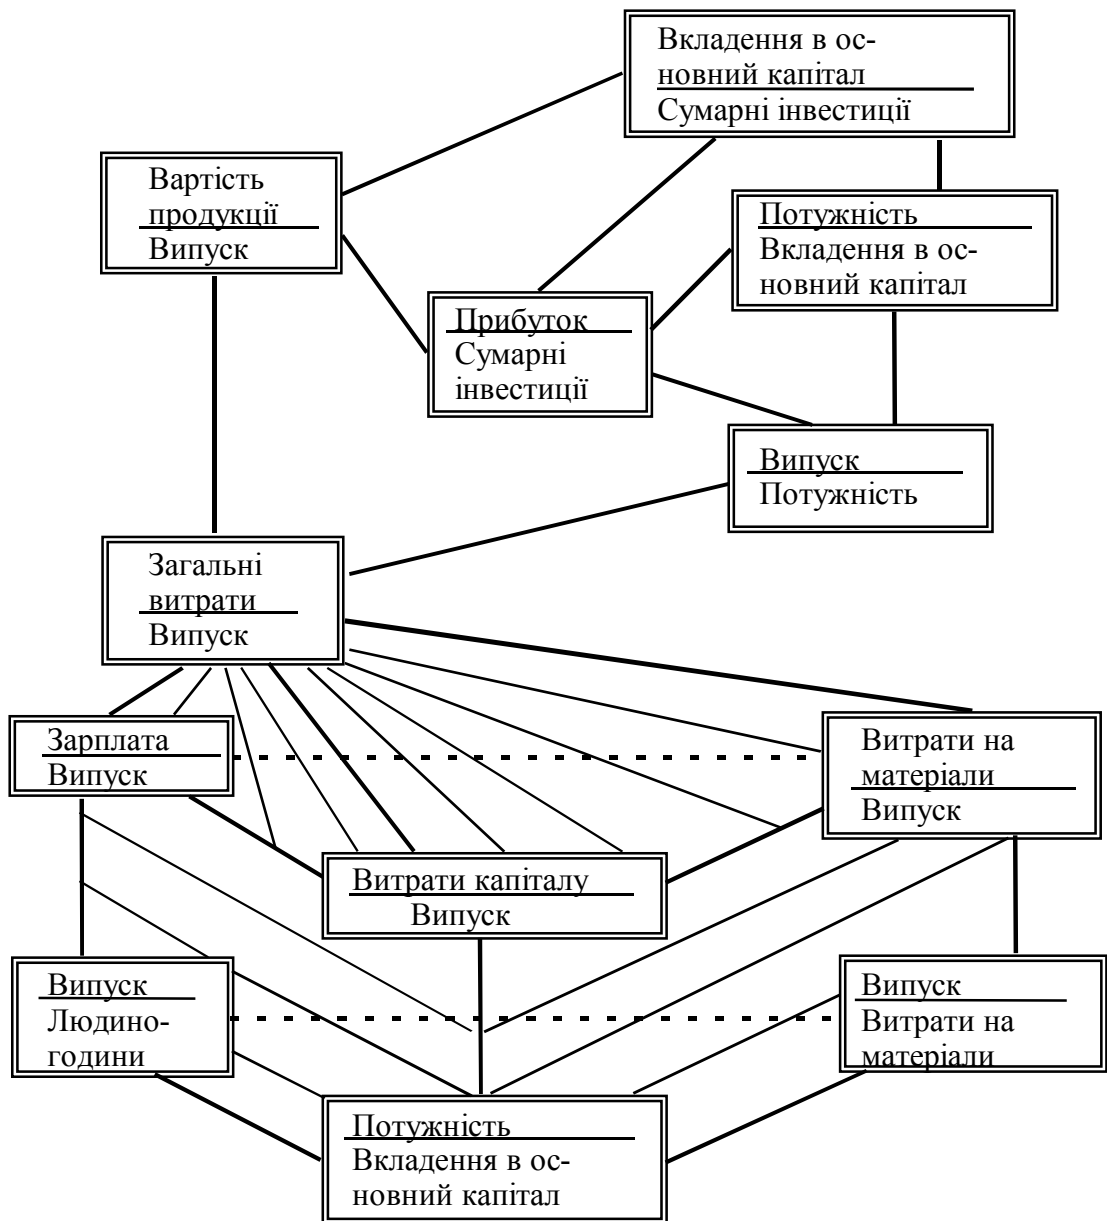 Вкладення в ос-
новний капітал
Сумарні інвестиції
Вартість
продукції
Випуск
Потужність
Вкладення в ос-
новний капітал
Прибуток
Сумарні
інвестиції
Випуск
Потужність
Загальні
витрати
Випуск
Зарплата
Випуск
Витрати на
матеріали
Випуск
Витрати капіталу
Випуск
Випуск
Людино-
години
Випуск
Витрати на
матеріали
Потужність
Вкладення в ос-
новний капітал